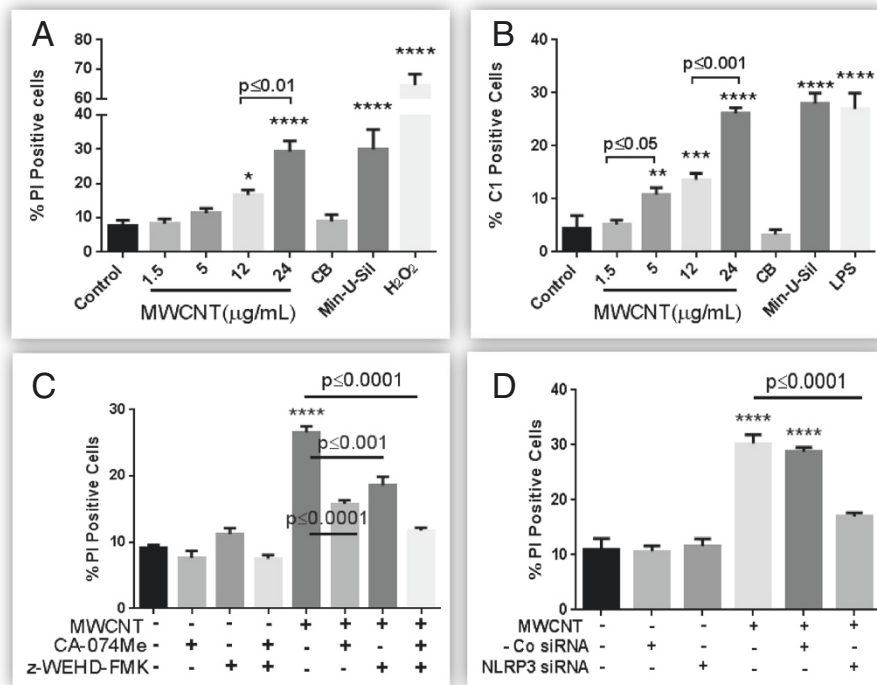 A
% PI Positive cells
80
70
60
40
30
20
10
0
p≤0.01
*
****
****
****
Control
1.5
5
12
24
CB
Min-U-Sil
H₂O₂
MWCNT(μg/mL)
B
% C1 Positive Cells
40
30
20
10
0
p≤0.05
p≤0.001
**
***
****
****
****
Control
1.5
5
12
24
CB
Min-U-Sil
LPS
MWCNT(μg/mL)
C
% PI Positive Cells
30
20
10
0
p≤0.0001
****
p≤0.001
p≤0.0001
MWCNT - - - - + + + +
CA-074Me - + - + - + - +
z-WEHD-FMK - - + + - - + +
D
% PI Positive Cells
40
30
20
10
0
p≤0.0001
****
****
MWCNT - - - + + +
- Co siRNA - + - - + -
NLRP3 siRNA - - + - - +